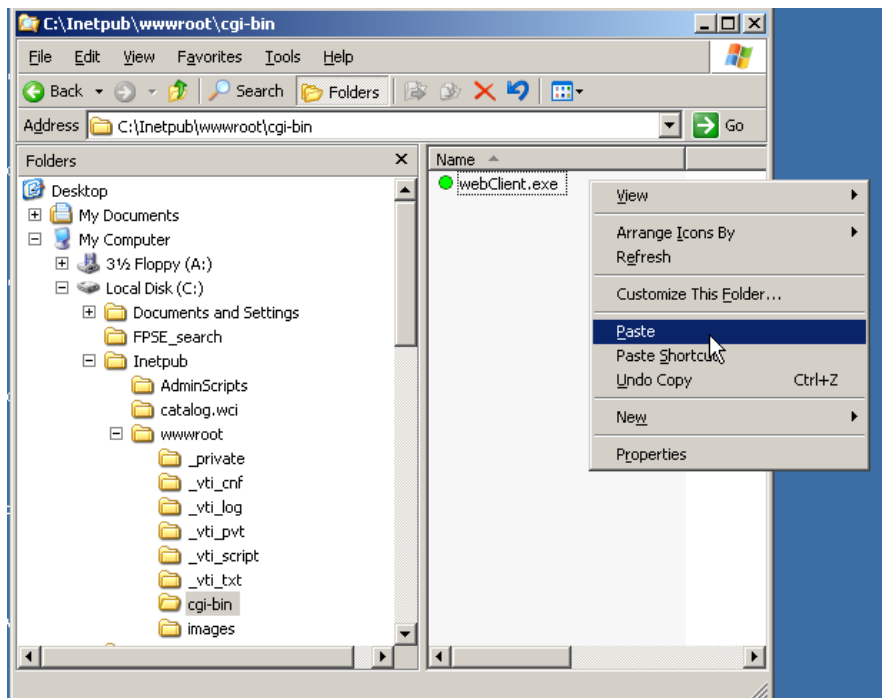 C:\Inetpub\wwwroot\cgi-bin
File Edit View Favorites Tools Help
Back Search Folders
Address C:\Inetpub\wwwroot\cgi-bin Go
Folders
Name
Desktop
My Documents
My Computer
3½ Floppy (A:)
Local Disk (C:)
Documents and Settings
FPSE_search
Inetpub
AdminScripts
catalog.wci
wwwroot
_private
_vti_cnf
_vti_log
_vti_pvt
_vti_script
_vti_txt
cgi-bin
images
webClient.exe
View
Arrange Icons By
Refresh
Customize This Folder...
Paste
Paste Shortcut
Undo Copy Ctrl+Z
New
Properties